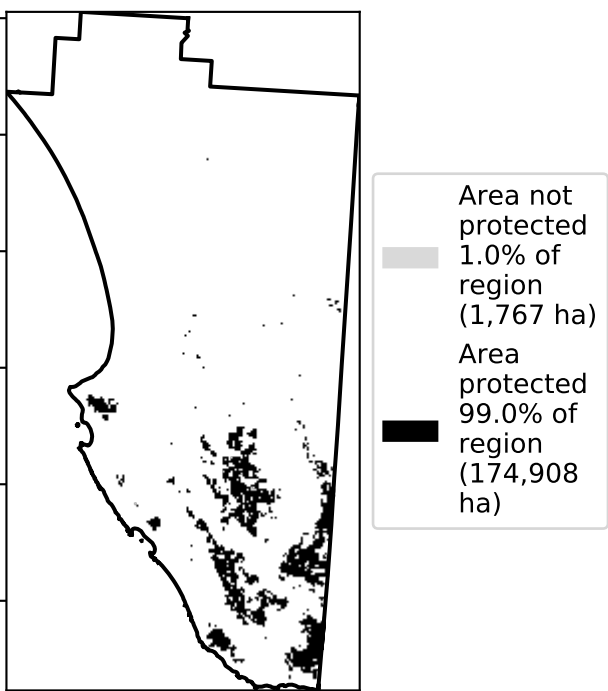 Area not
protected
1.0% of
region
(1,767 ha)
Area
protected
99.0% of
region
(174,908
ha)